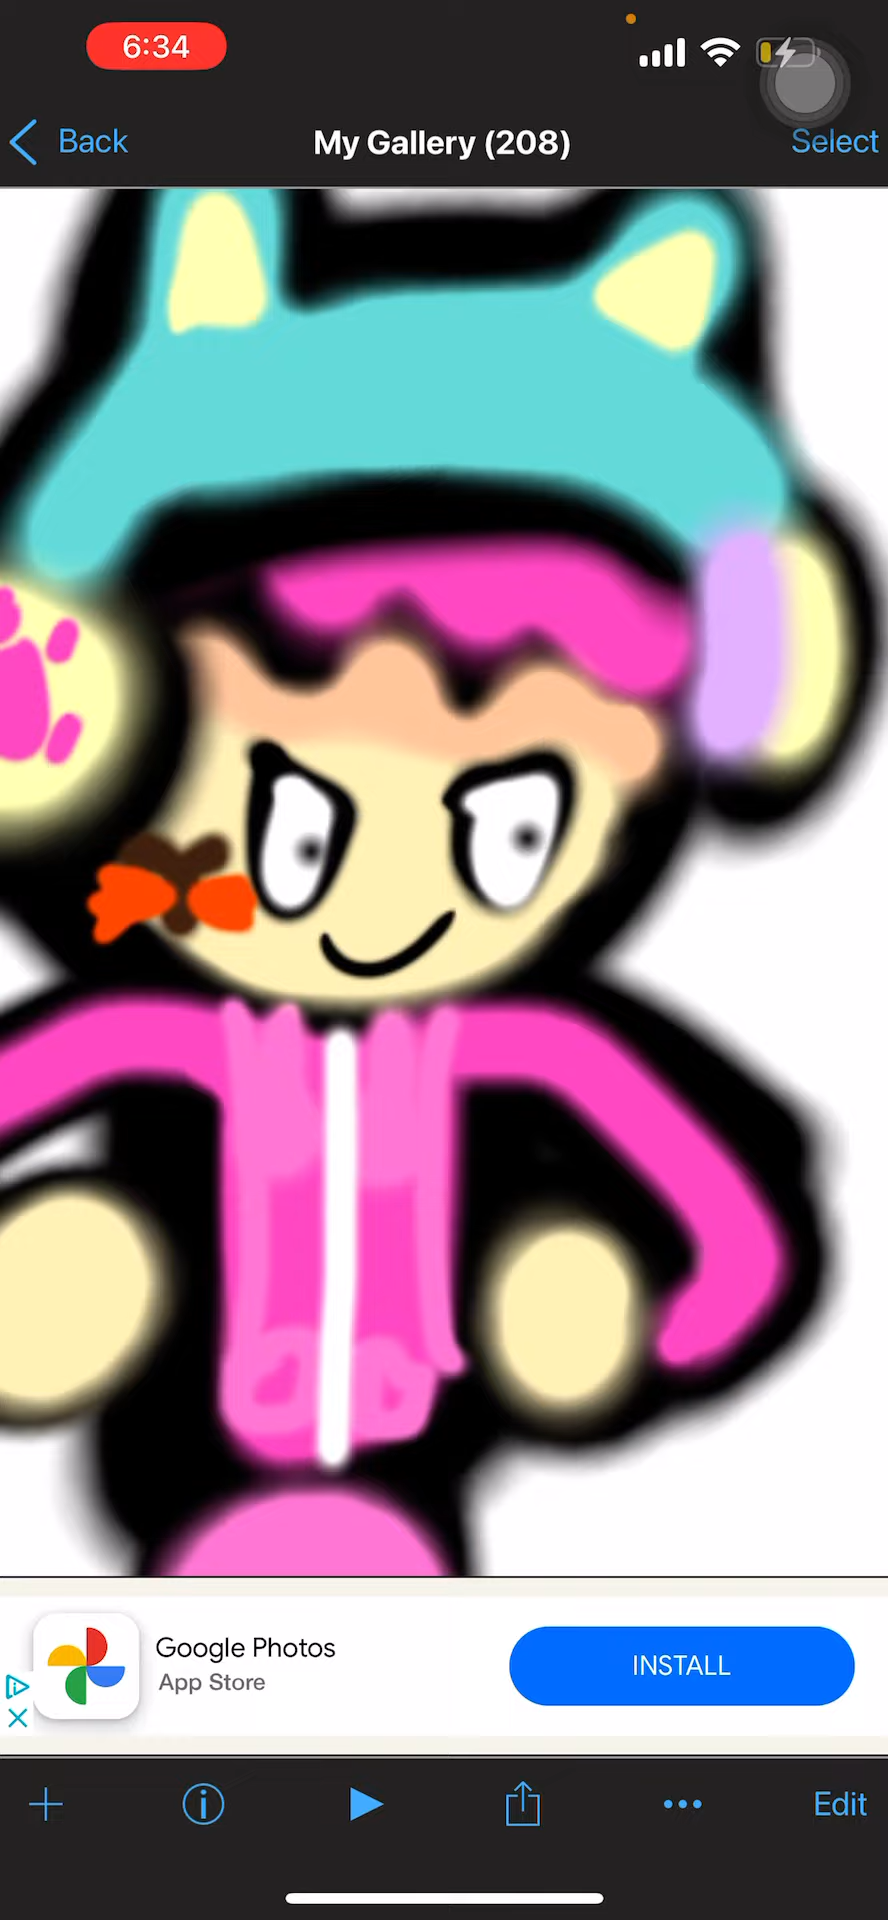 6:34
Back
My Gallery (208)
Select
Google Photos
App Store
INSTALL
Edit